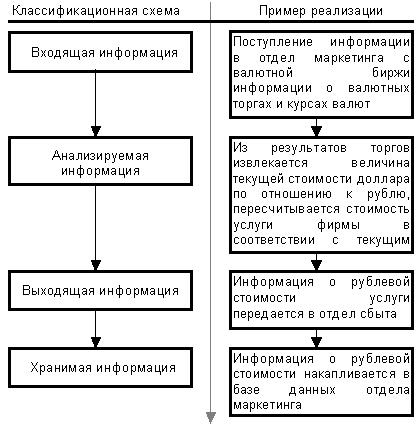 Классификационная схема
Пример реализации
Входящая информация
Поступление информации
в отдел маркетинга с
валютной биржи
информации о валютных
торгах и курсах валют
Анализируемая
информация
Из результатов торгов
извлекается величина
текущей стоимости доллара
по отношению к рублю,
пересчитывается стоимость
услуги фирмы в
соответствии с текущим
Выходящая информация
Информация о рублевой
стоимости услуги
передается в отдел сбыта
Хранимая информация
Информация о рублевой
стоимости накапливается в
базе данных отдела
маркетинга